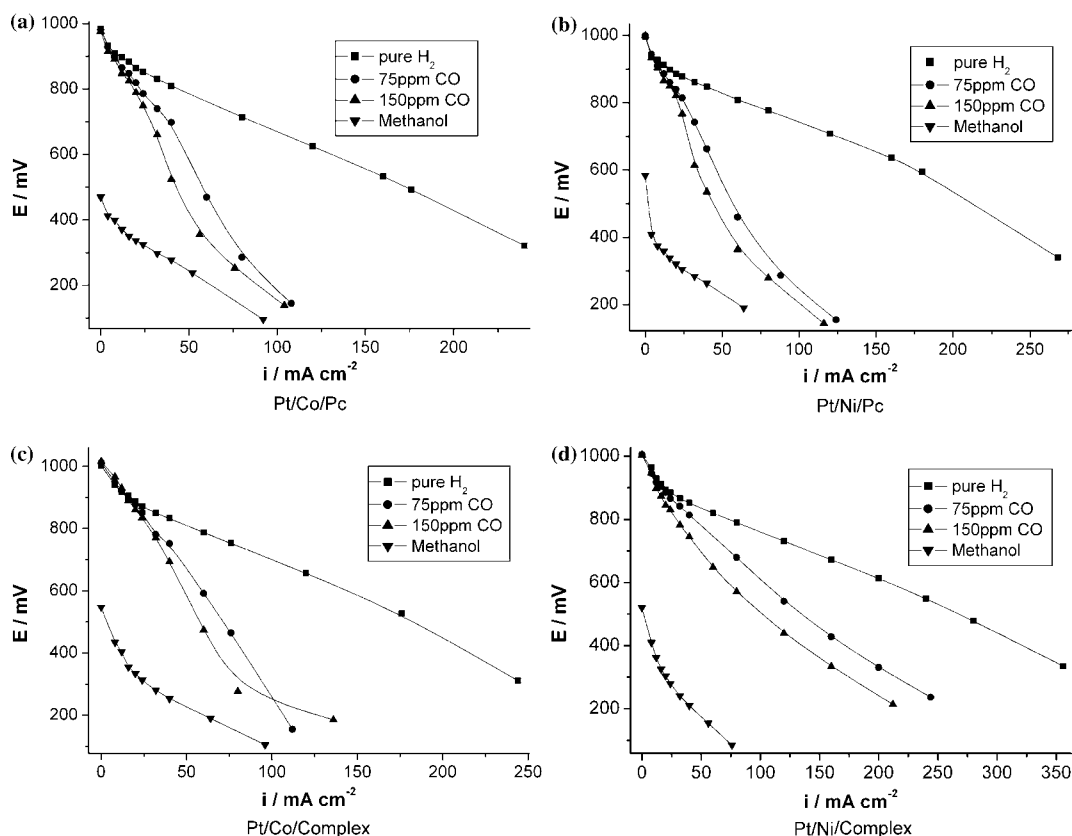 (a)
1000
800
600
400
200
E / mV
pure H₂
75ppm CO
150ppm CO
Methanol
0 50 100 150 200
i / mA cm⁻²
Pt/Co/Pc
(b)
1000
800
600
400
200
E / mV
pure H₂
75ppm CO
150ppm CO
Methanol
0 50 100 150 200 250
i / mA cm⁻²
Pt/Ni/Pc
(c)
1000
800
600
400
200
E / mV
pure H₂
75ppm CO
150ppm CO
Methanol
0 50 100 150 200 250
i / mA cm⁻²
Pt/Co/Complex
(d)
1000
800
600
400
200
E / mV
pure H₂
75ppm CO
150ppm CO
Methanol
0 50 100 150 200 250 300 350
i / mA cm⁻²
Pt/Ni/Complex